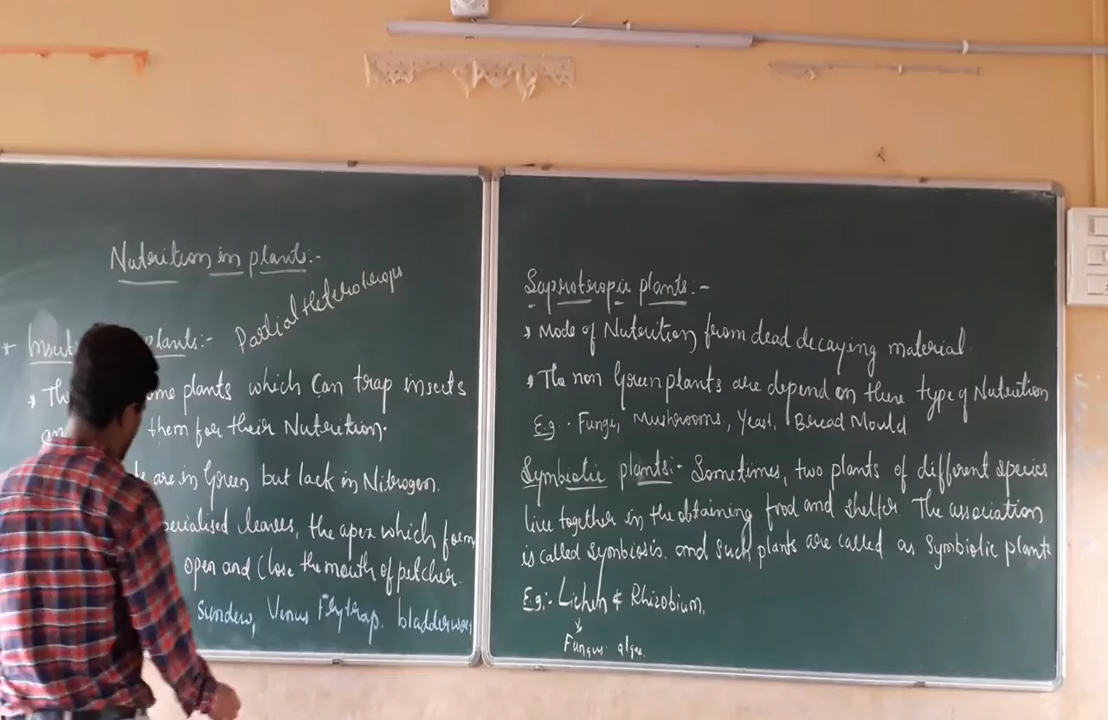 Nutrition in plants:-
Partial Heterotrops
plants:-
plants which Can trap insects
them for their Nutrition.
are in Green but lack in Nitrogen.
leaves, the apex which form
open and Close the mouth of pitcher.
Sundew, Venus Flytrap. bladderwor
Saprotropic plants:-
Mode of Nutrition from dead decaying material
The non Green plants are depend on these type of Nutrition
Eg:- Fungi, Mushrooms, Yeast, Bread Mould
Symbiotic plants:- Sometimes, two plants of different species
live together in the obtaining food and shelter The association
is called Symbiosis. and such plants are called as Symbiotic plants
Eg:- Lichen & Rhizobium,
Fungus algae.